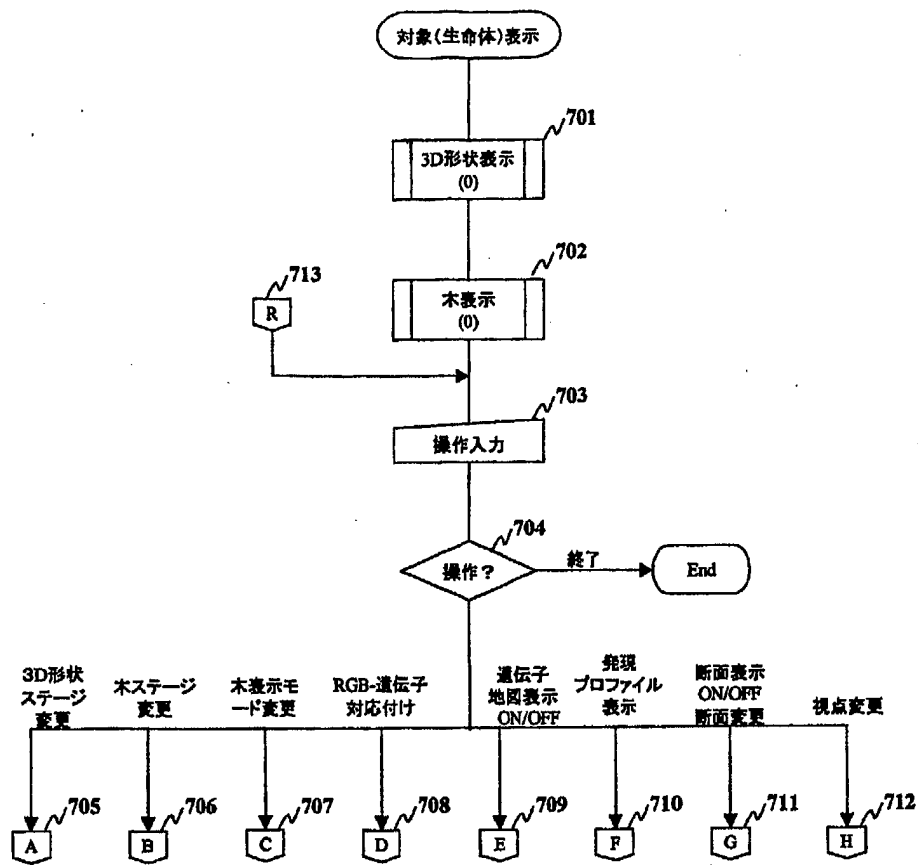 対象(生命体)表示
701
3D形状表示
(0)
702
木表示
(0)
713
R
703
操作入力
704
操作?
終了
End
3D形状
ステージ
変更
木ステージ
変更
木表示モ
ード変更
RGB-遺伝子
対応付け
遺伝子
地図表示
ON/OFF
発現
プロファイル
表示
断面表示
ON/OFF
断面変更
視点変更
705
A
706
B
707
C
708
D
709
E
710
F
711
G
712
H